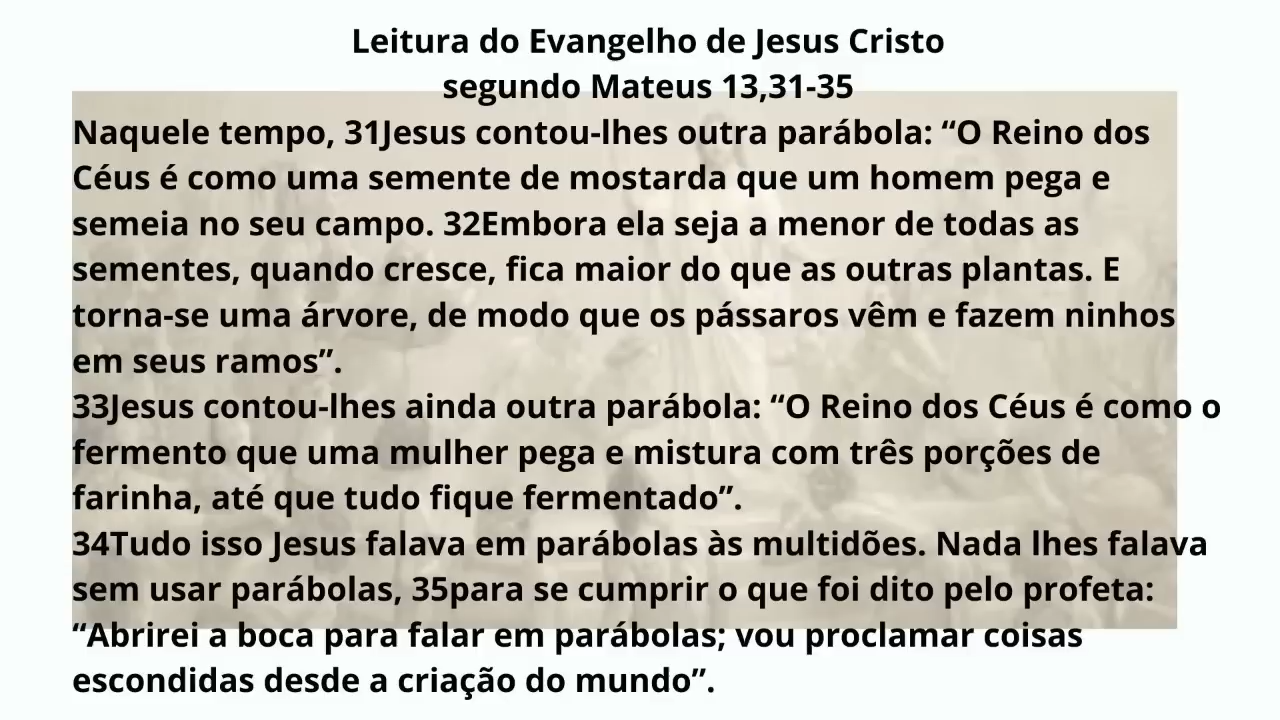 Leitura do Evangelho de Jesus Cristo
segundo Mateus 13,31-35
Naquele tempo, 31Jesus contou-lhes outra parábola: “O Reino dos
Céus é como uma semente de mostarda que um homem pega e
semeia no seu campo. 32Embora ela seja a menor de todas as
sementes, quando cresce, fica maior do que as outras plantas. E
torna-se uma árvore, de modo que os pássaros vêm e fazem ninhos
em seus ramos”.
33Jesus contou-lhes ainda outra parábola: “O Reino dos Céus é como o
fermento que uma mulher pega e mistura com três porções de
farinha, até que tudo fique fermentado”.
34Tudo isso Jesus falava em parábolas às multidões. Nada lhes falava
sem usar parábolas, 35para se cumprir o que foi dito pelo profeta:
“Abrirei a boca para falar em parábolas; vou proclamar coisas
escondidas desde a criação do mundo”.